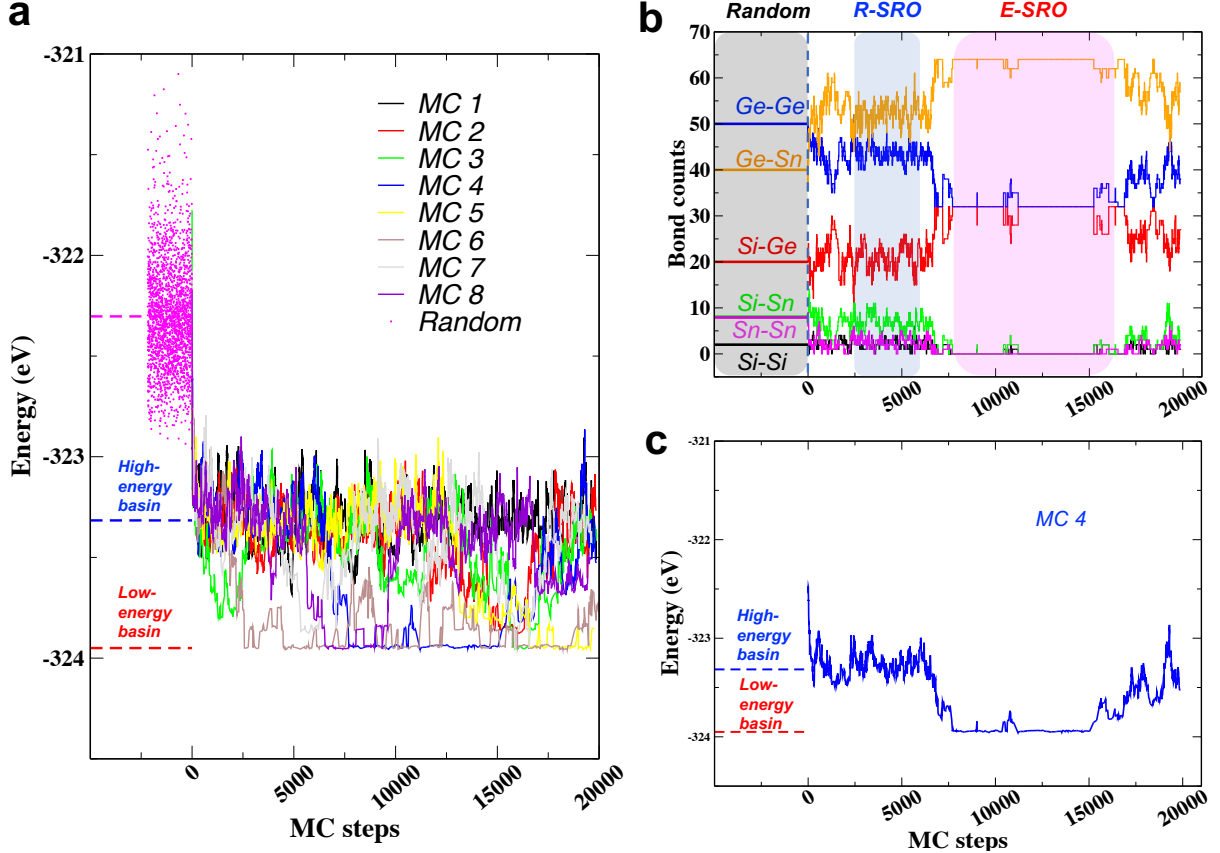 a
Energy (eV)
-321
-322
-323
-324
High-
energy
basin
Low-
energy
basin
MC 1
MC 2
MC 3
MC 4
MC 5
MC 6
MC 7
MC 8
Random
0
5000
10000
15000
20000
MC steps
b
Random
R-SRO
E-SRO
Bond counts
70
60
50
40
30
20
10
0
Ge-Ge
Ge-Sn
Si-Ge
Si-Sn
Sn-Sn
Si-Si
0
5000
10000
15000
20000
c
Energy (eV)
-321
-322
-323
-324
MC 4
High-
energy
basin
Low-
energy
basin
0
5000
10000
15000
20000
MC steps